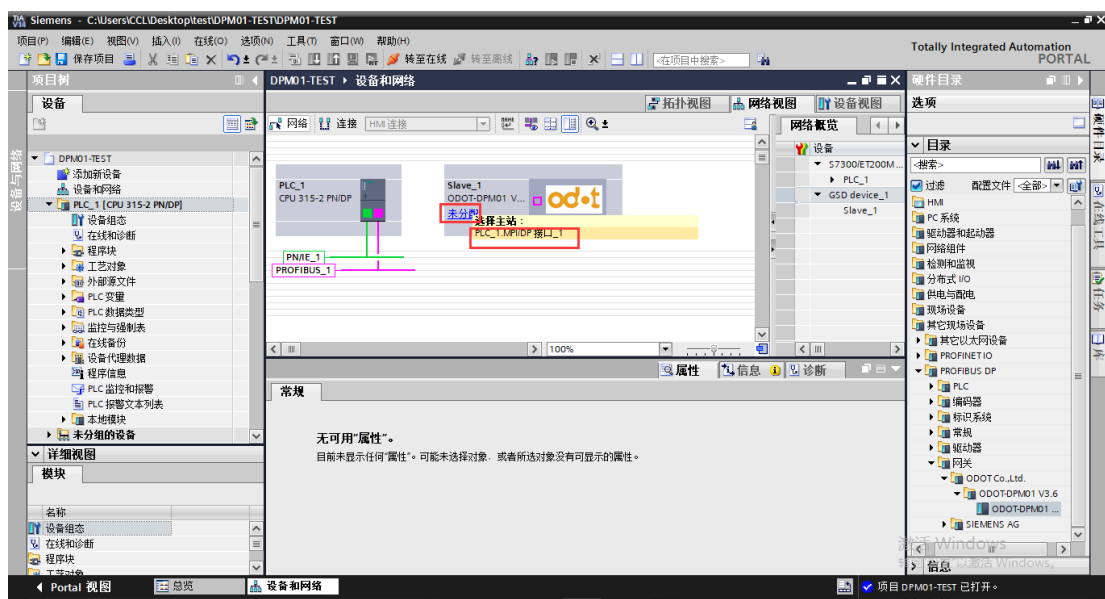 Siemens - C:\Users\CCL\Desktop\test\DPM01-TEST\DPM01-TEST
项目(P) 编辑(E) 视图(V) 插入(I) 在线(O) 选项(N) 工具(T) 窗口(W) 帮助(H)
Totally Integrated Automation
PORTAL
保存项目 转至在线 转至离线 <在项目中搜索>
项目树
DPM01-TEST ▸ 设备和网络
硬件目录
设备
拓扑视图 网络视图 设备视图
选项
网络 连接 HMI 连接
网络概览
设备
S7300/ET200M...
PLC_1
GSD device_1
Slave_1
DPM01-TEST
添加新设备
设备和网络
PLC_1 [CPU 315-2 PN/DP]
设备组态
在线和诊断
程序块
工艺对象
外部源文件
PLC 变量
PLC 数据类型
监控与强制表
在线备份
设备代理数据
程序信息
PLC 监控和报警
PLC 报警文本列表
本地模块
未分组的设备
PLC_1
CPU 315-2 PN/DP
Slave_1
ODOT-DPM01 V...
odot
未分配
选择主站：
PLC_1.MPI/DP 接口_1
PN/IE_1
PROFIBUS_1
100%
属性 信息 诊断
常规
无可用"属性"。
目前未显示任何"属性"。可能未选择对象，或者所选对象没有可显示的属性。
详细视图
模块
名称
设备组态
在线和诊断
程序块
目录
<搜索>
过滤 配置文件 <全部>
HMI
PC 系统
驱动器和起动器
网络组件
检测和监视
分布式 I/O
供电与配电
现场设备
其它现场设备
其它以太网设备
PROFINET IO
PROFIBUS DP
PLC
编码器
标识系统
常规
驱动器
网关
ODOT Co.,Ltd.
ODOT-DPM01 V3.6
ODOT-DPM01 ...
SIEMENS AG
信息
硬件目录
在线工具
任务
库
设备与网络
激活 Windows
Portal 视图 总览 设备和网络
项目 DPM01-TEST 已打开。